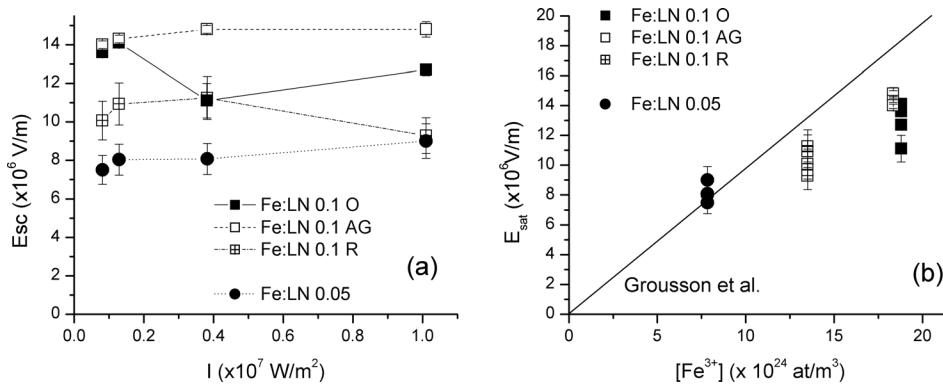 Esc (x10⁶ V/m)
14
12
10
8
6
4
2
0
Fe:LN 0.1 O
Fe:LN 0.1 AG
Fe:LN 0.1 R
Fe:LN 0.05
(a)
0.0 0.2 0.4 0.6 0.8 1.0
I (x10⁷ W/m²)
E_sat (x10⁶V/m)
20
18
16
14
12
10
8
6
4
2
0
Fe:LN 0.1 O
Fe:LN 0.1 AG
Fe:LN 0.1 R
Fe:LN 0.05
Grousson et al.
(b)
0 5 10 15 20
[Fe³⁺] (x 10²⁴ at/m³)